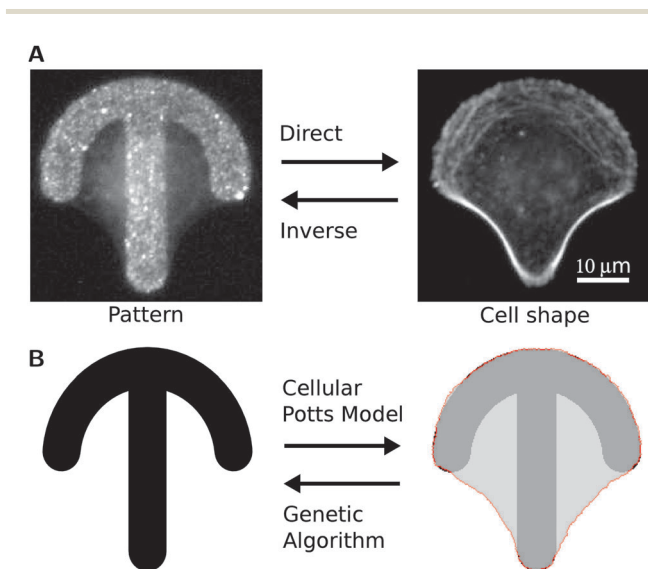 A
Direct
Inverse
10 μm
Pattern
Cell shape
B
Cellular
Potts Model
Genetic
Algorithm